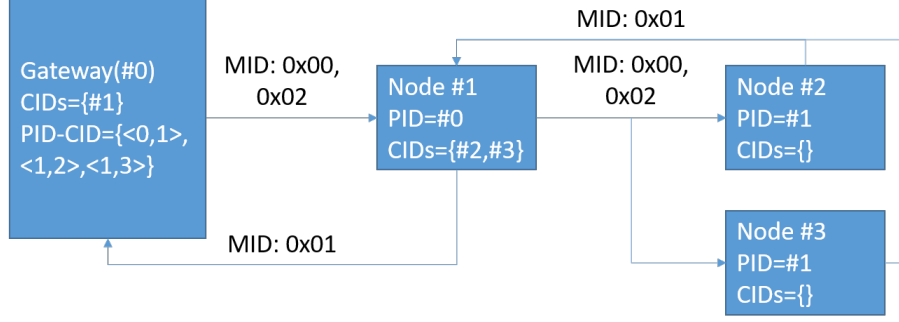 MID: 0x01
Gateway(#0)
CIDs={#1}
PID-CID={<0,1>,
<1,2>,<1,3>}
MID: 0x00,
0x02
Node #1
PID=#0
CIDs={#2,#3}
MID: 0x00,
0x02
Node #2
PID=#1
CIDs={}
MID: 0x01
Node #3
PID=#1
CIDs={}